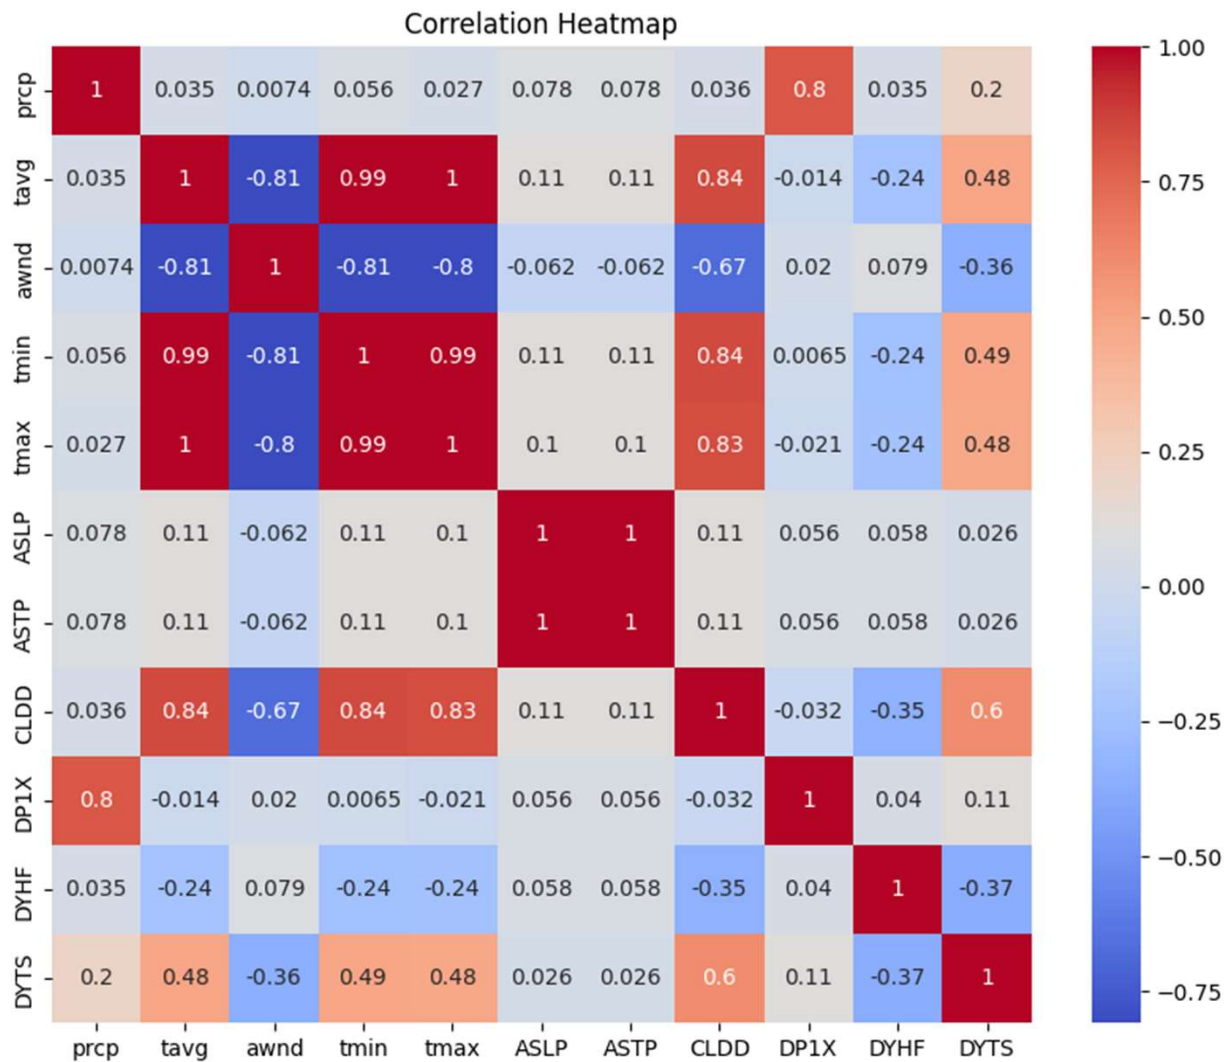 Correlation Heatmap
prcp 1 0.035 0.0074 0.056 0.027 0.078 0.078 0.036 0.8 0.035 0.2
tavg 0.035 1 -0.81 0.99 1 0.11 0.11 0.84 -0.014 -0.24 0.48
awnd 0.0074 -0.81 1 -0.81 -0.8 -0.062 -0.062 -0.67 0.02 0.079 -0.36
tmin 0.056 0.99 -0.81 1 0.99 0.11 0.11 0.84 0.0065 -0.24 0.49
tmax 0.027 1 -0.8 0.99 1 0.1 0.1 0.83 -0.021 -0.24 0.48
ASLP 0.078 0.11 -0.062 0.11 0.1 1 1 0.11 0.056 0.058 0.026
ASTP 0.078 0.11 -0.062 0.11 0.1 1 1 0.11 0.056 0.058 0.026
CLDD 0.036 0.84 -0.67 0.84 0.83 0.11 0.11 1 -0.032 -0.35 0.6
DP1X 0.8 -0.014 0.02 0.0065 -0.021 0.056 0.056 -0.032 1 0.04 0.11
DYHF 0.035 -0.24 0.079 -0.24 -0.24 0.058 0.058 -0.35 0.04 1 -0.37
DYTS 0.2 0.48 -0.36 0.49 0.48 0.026 0.026 0.6 0.11 -0.37 1
prcp tavg awnd tmin tmax ASLP ASTP CLDD DP1X DYHF DYTS
1.00
0.75
0.50
0.25
0.00
−0.25
−0.50
−0.75